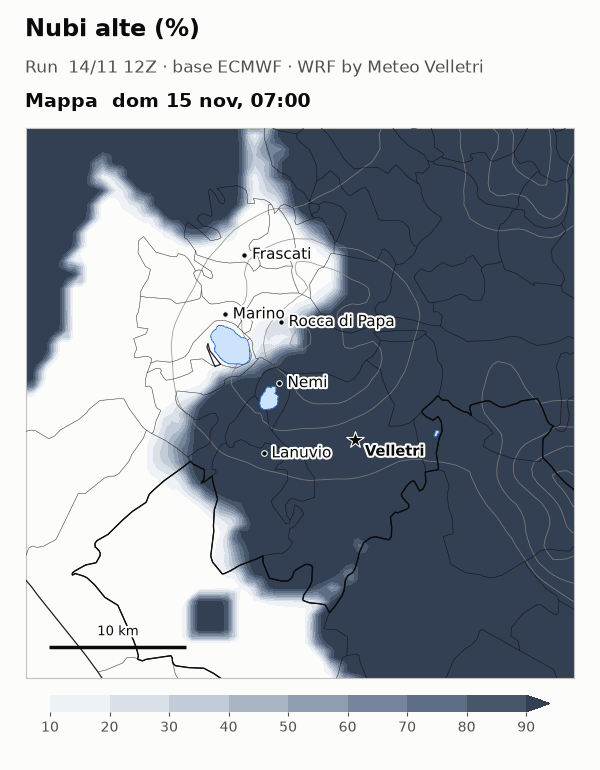 Nubi alte (%)
Run  14/11 12Z · base ECMWF · WRF by Meteo Velletri
Mappa  dom 15 nov, 07:00
Frascati
Marino
Rocca di Papa
Nemi
Lanuvio
Velletri
10 km
10 20 30 40 50 60 70 80 90